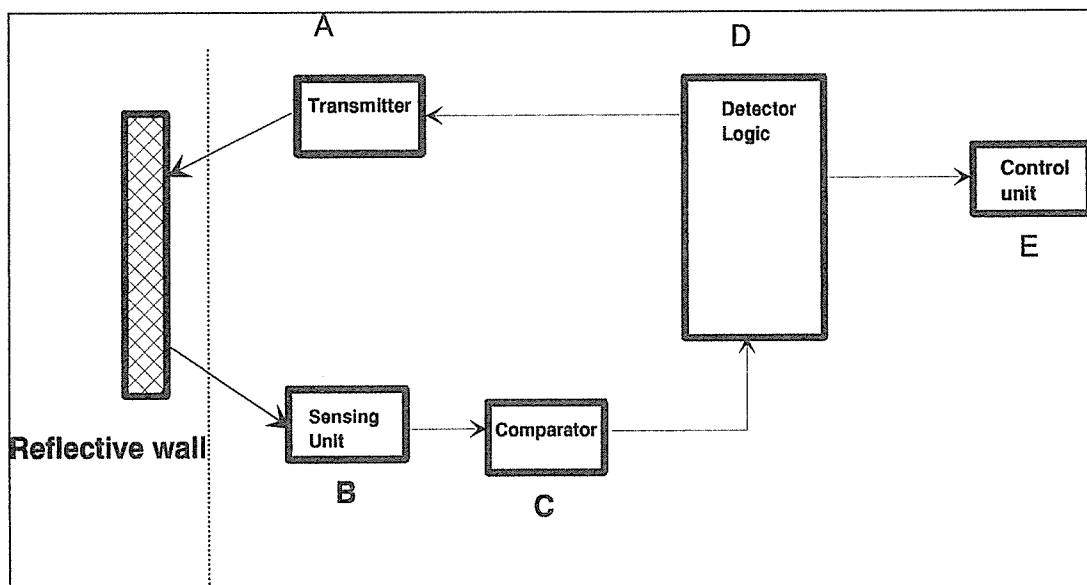 A
D
Transmitter
Detector
Logic
Control
unit
E
Reflective wall
Sensing
Unit
Comparator
B
C